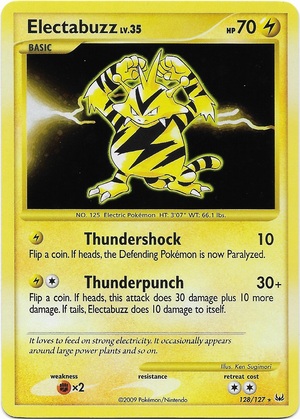 Electabuzz LV.35 HP 70
BASIC
NO. 125 Electric Pokémon HT: 3'07" WT: 66.1 lbs.
Thundershock 10
Flip a coin. If heads, the Defending Pokémon is now Paralyzed.
Thunderpunch 30+
Flip a coin. If heads, this attack does 30 damage plus 10 more
damage. If tails, Electabuzz does 10 damage to itself.
It loves to feed on strong electricity. It occasionally appears
around large power plants and so on.
Illus. Ken Sugimori
weakness resistance retreat cost
×2
©2009 Pokémon/Nintendo 128/127 ★